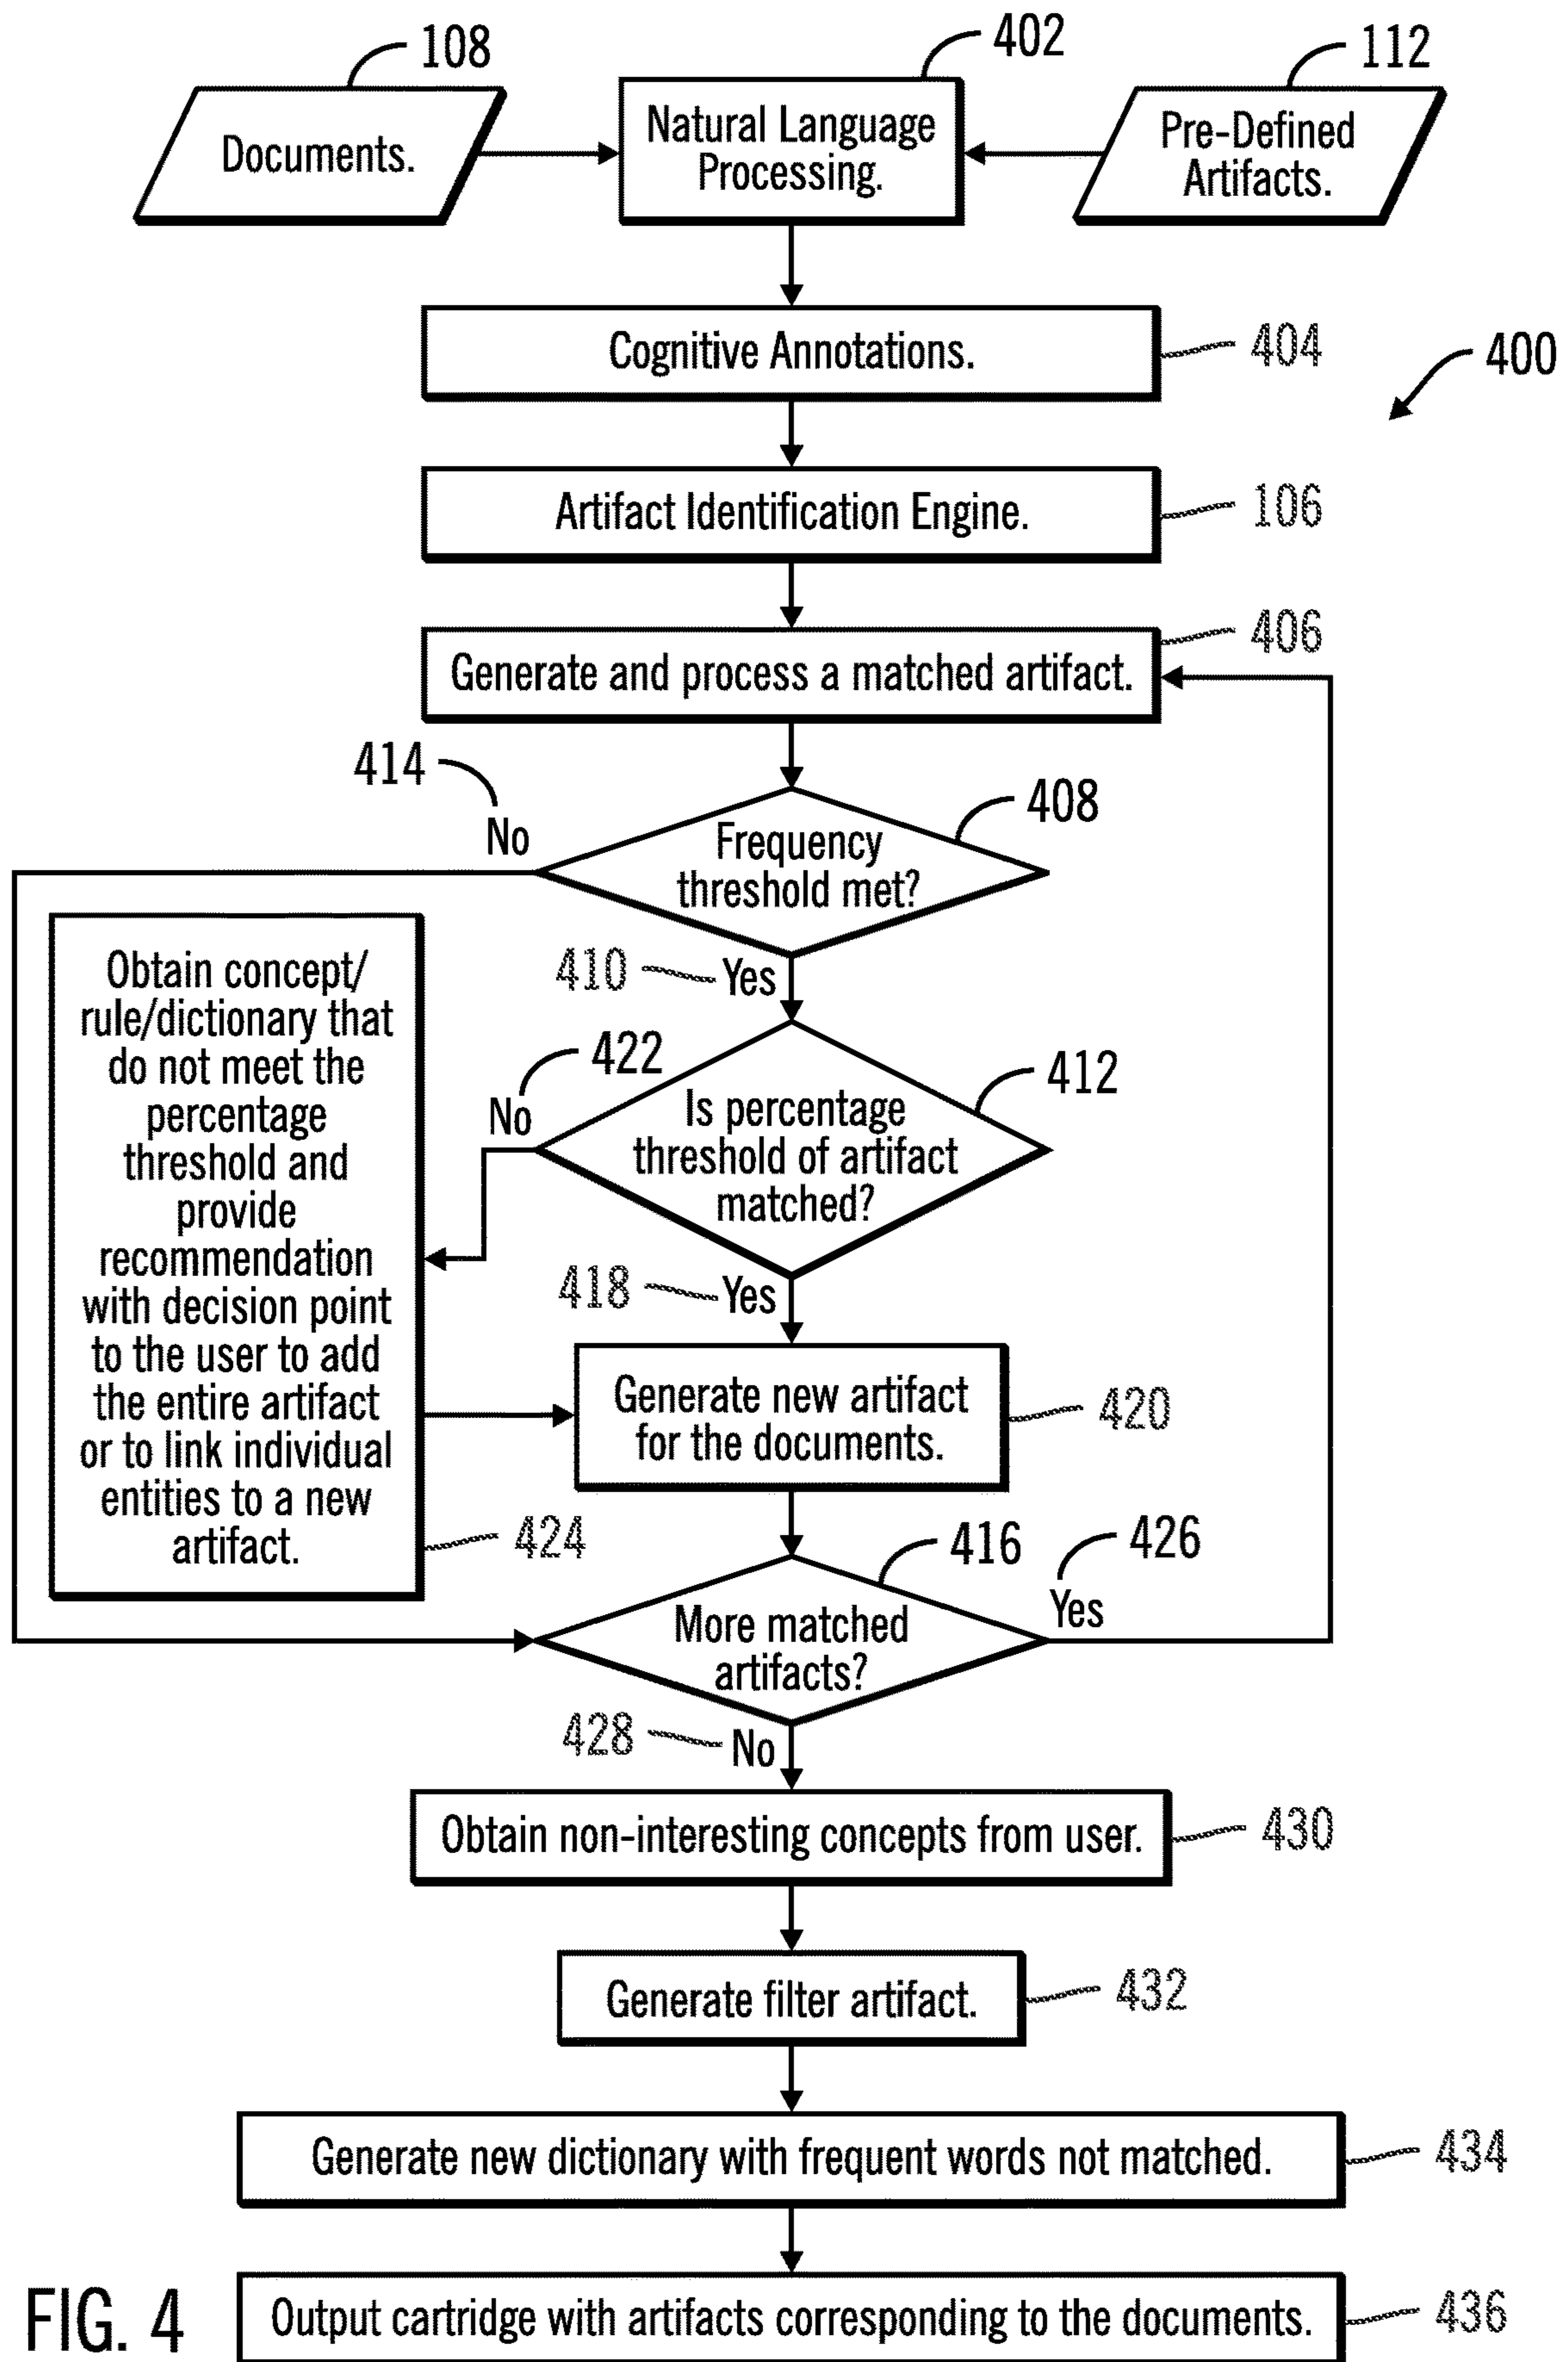 108
402
112
Documents.
Natural Language
Processing.
Pre-Defined
Artifacts.
Cognitive Annotations.
404
400
Artifact Identification Engine.
106
406
Generate and process a matched artifact.
414
No
408
Frequency
threshold met?
410
Yes
Obtain concept/
rule/dictionary that
do not meet the
percentage
threshold and
provide
recommendation
with decision point
to the user to add
the entire artifact
or to link individual
entities to a new
artifact.
424
422
No
412
Is percentage
threshold of artifact
matched?
418
Yes
Generate new artifact
for the documents.
420
416
426
Yes
More matched
artifacts?
428
No
Obtain non-interesting concepts from user.
430
Generate filter artifact.
432
Generate new dictionary with frequent words not matched.
434
Output cartridge with artifacts corresponding to the documents.
436
FIG. 4